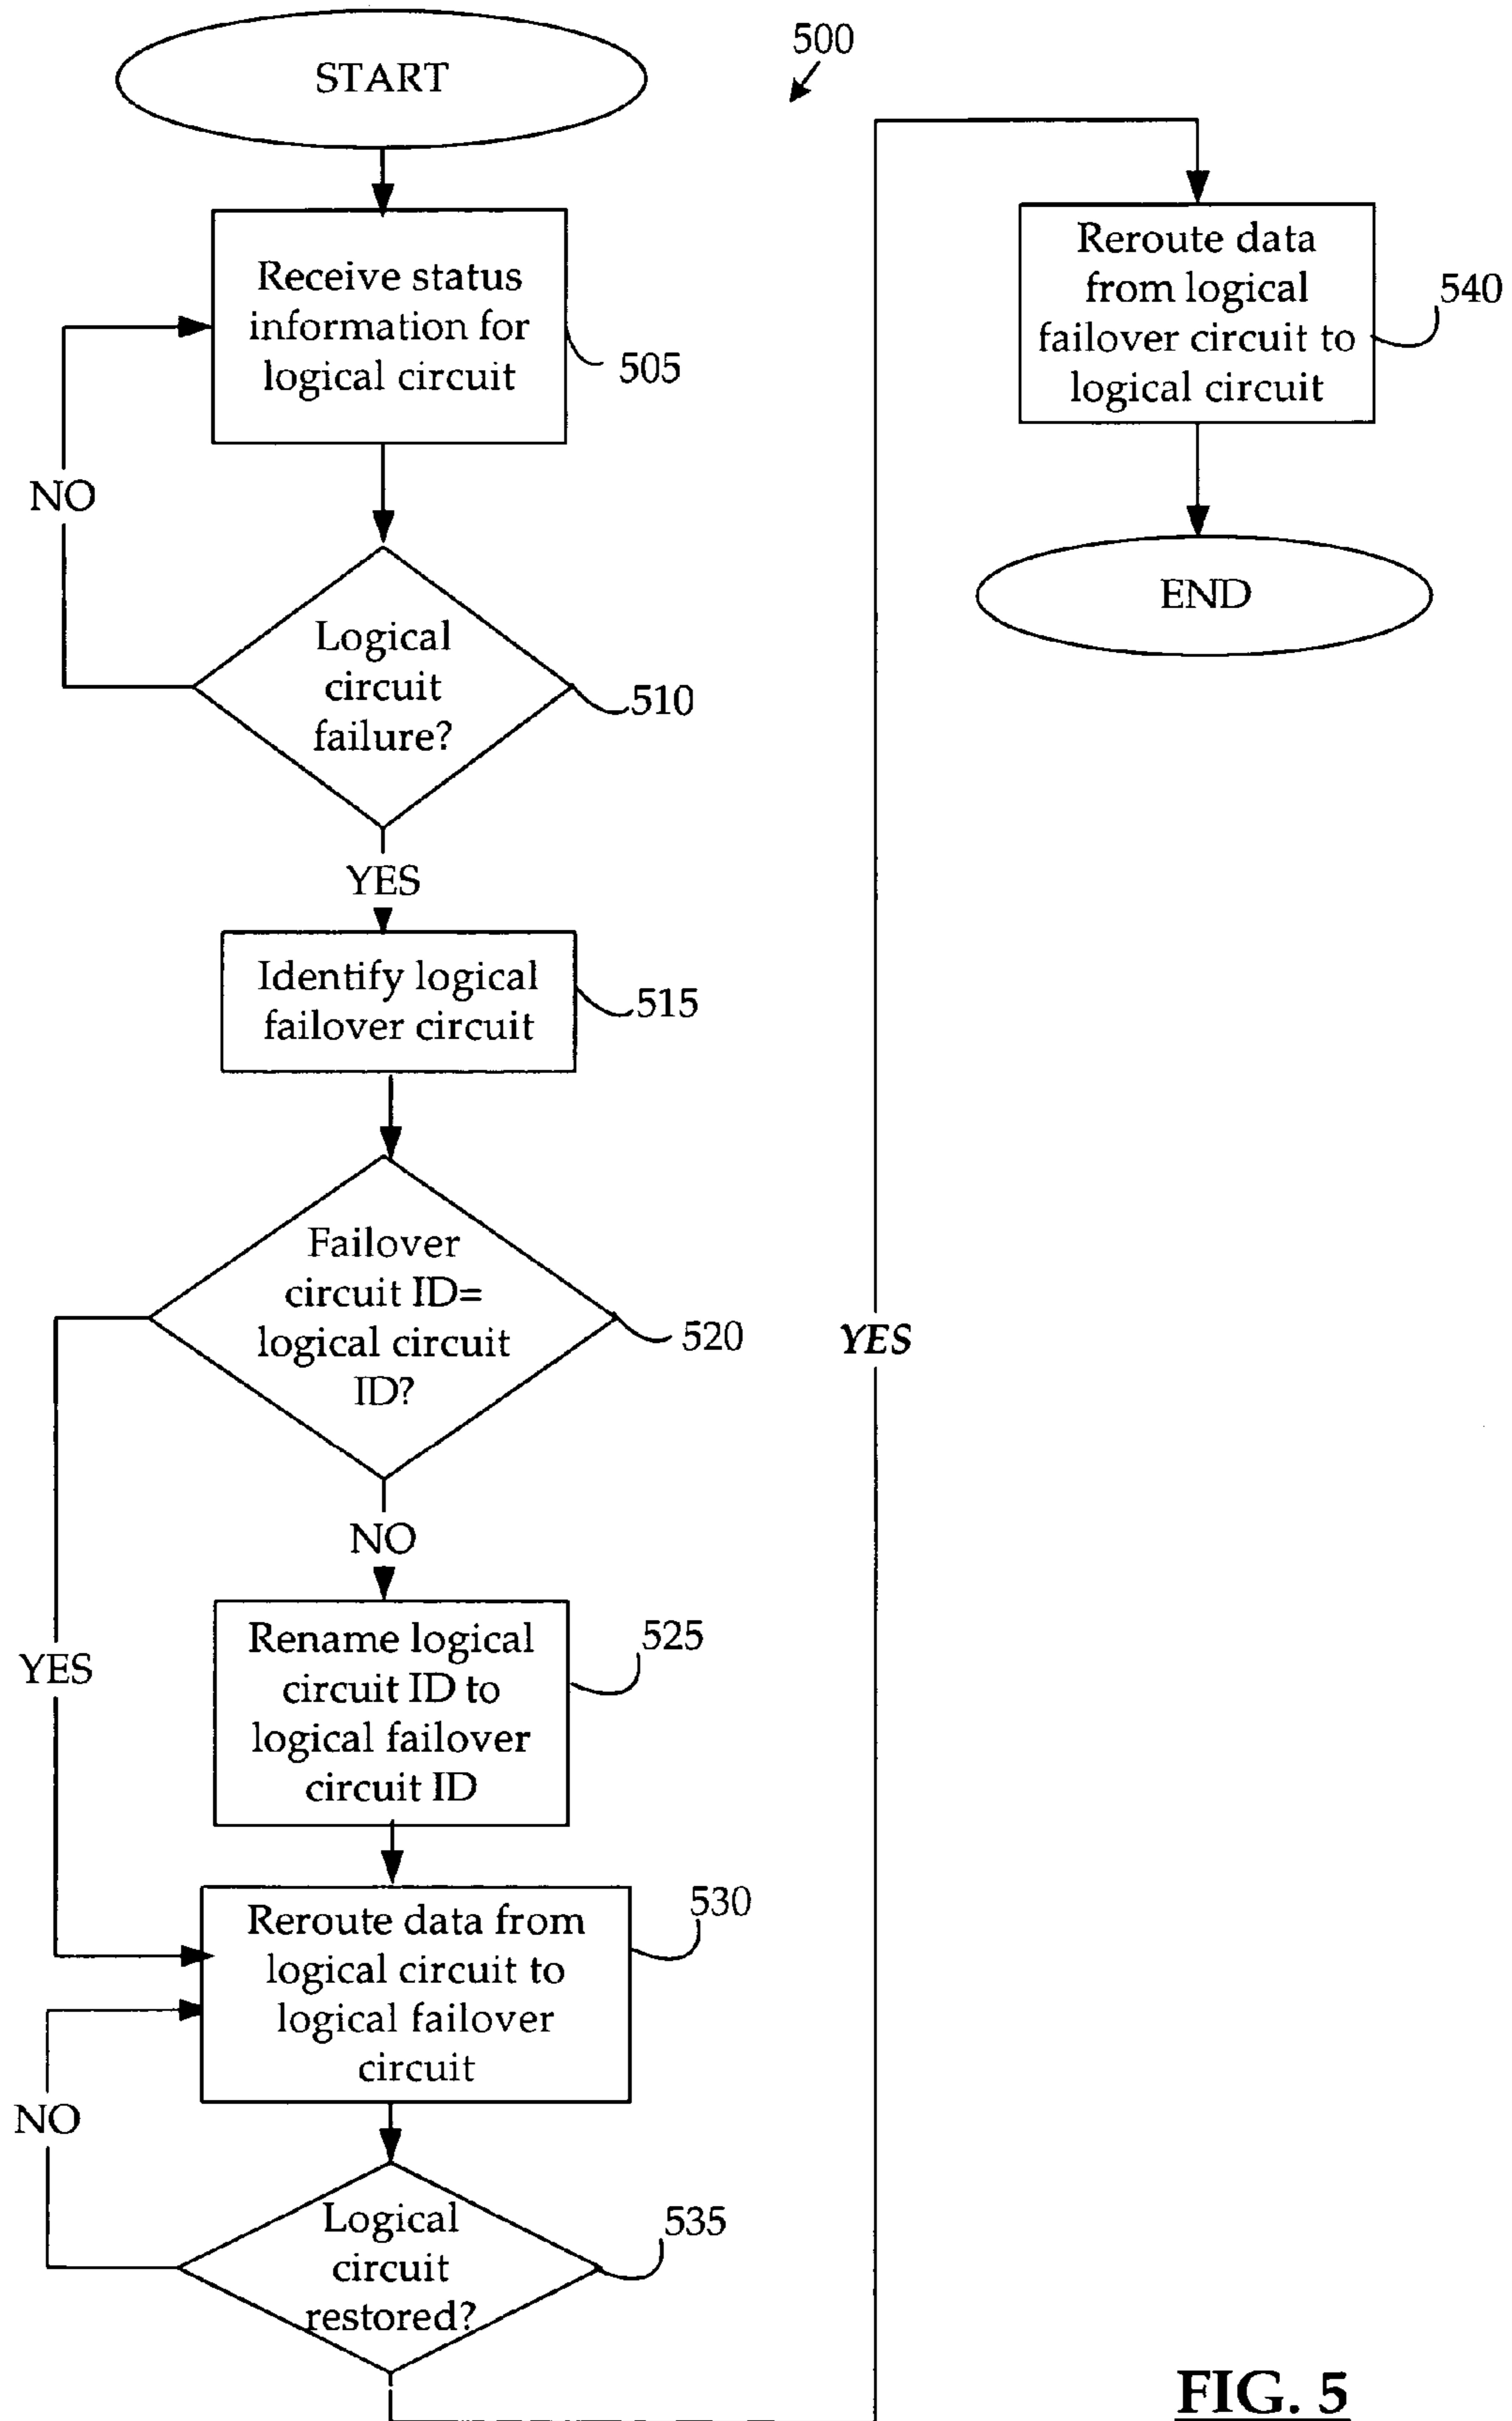 START
500
Receive status
information for
logical circuit
505
NO
Logical
circuit
failure?
510
YES
Identify logical
failover circuit
515
Failover
circuit ID=
logical circuit
ID?
520
NO
YES
Rename logical
circuit ID to
logical failover
circuit ID
525
Reroute data from
logical circuit to
logical failover
circuit
530
NO
Logical
circuit
restored?
535
YES
Reroute data
from logical
failover circuit to
logical circuit
540
END
FIG. 5